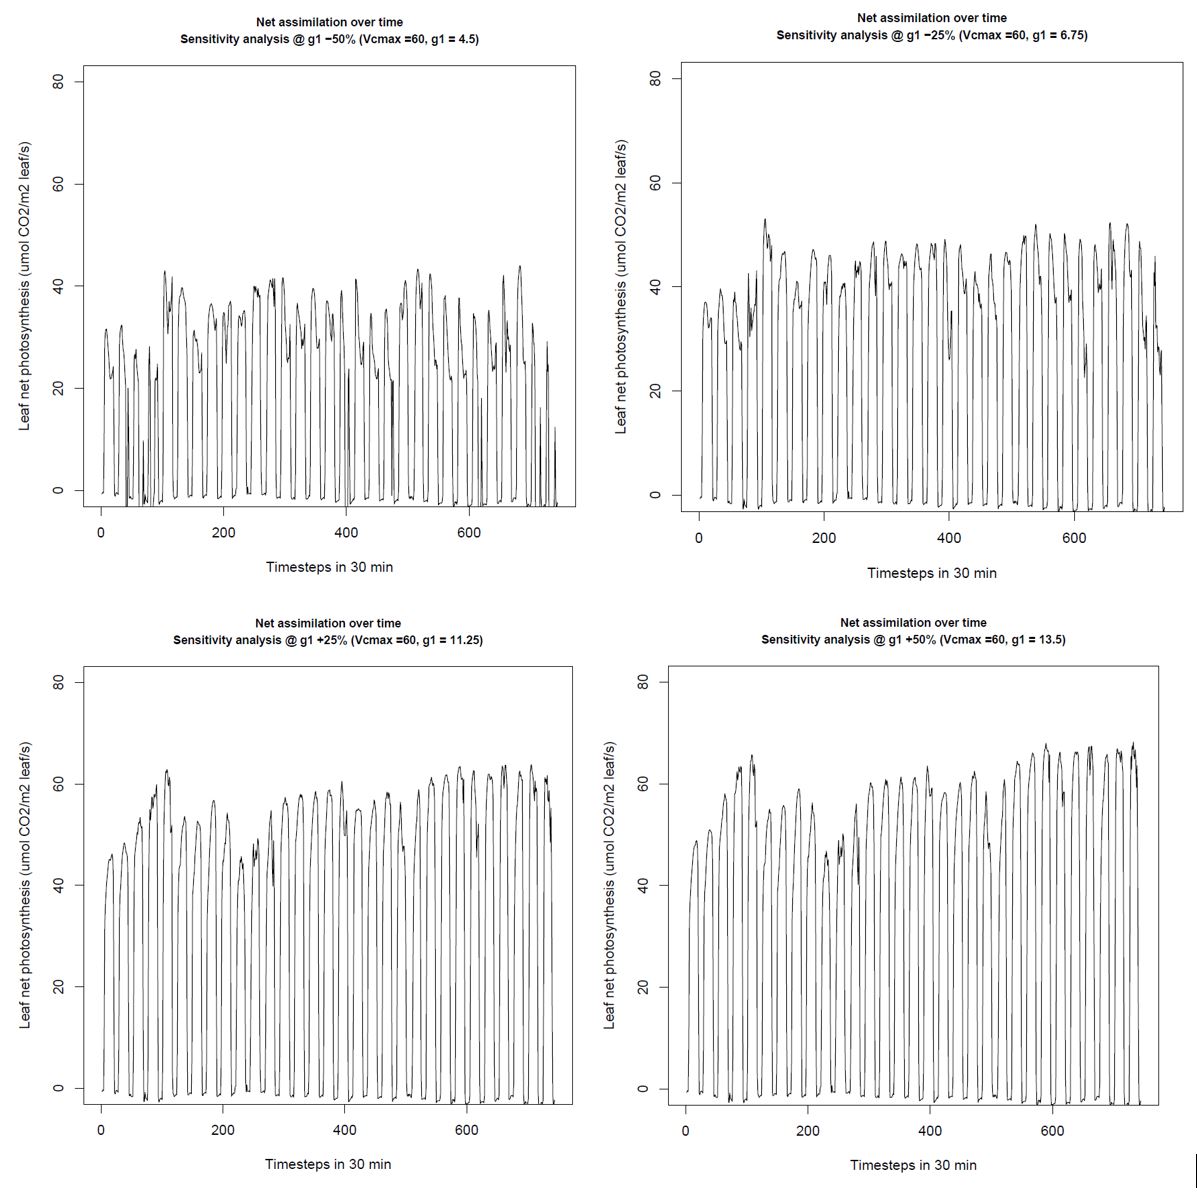 Net assimilation over time
Sensitivity analysis @ g1 −50% (Vcmax =60, g1 = 4.5)
80
60
40
20
0
Leaf net photosynthesis (umol CO2/m2 leaf/s)
0 200 400 600
Timesteps in 30 min
Net assimilation over time
Sensitivity analysis @ g1 −25% (Vcmax =60, g1 = 6.75)
80
60
40
20
0
Leaf net photosynthesis (umol CO2/m2 leaf/s)
0 200 400 600
Timesteps in 30 min
Net assimilation over time
Sensitivity analysis @ g1 +25% (Vcmax =60, g1 = 11.25)
80
60
40
20
0
Leaf net photosynthesis (umol CO2/m2 leaf/s)
0 200 400 600
Timesteps in 30 min
Net assimilation over time
Sensitivity analysis @ g1 +50% (Vcmax =60, g1 = 13.5)
80
60
40
20
0
Leaf net photosynthesis (umol CO2/m2 leaf/s)
0 200 400 600
Timesteps in 30 min